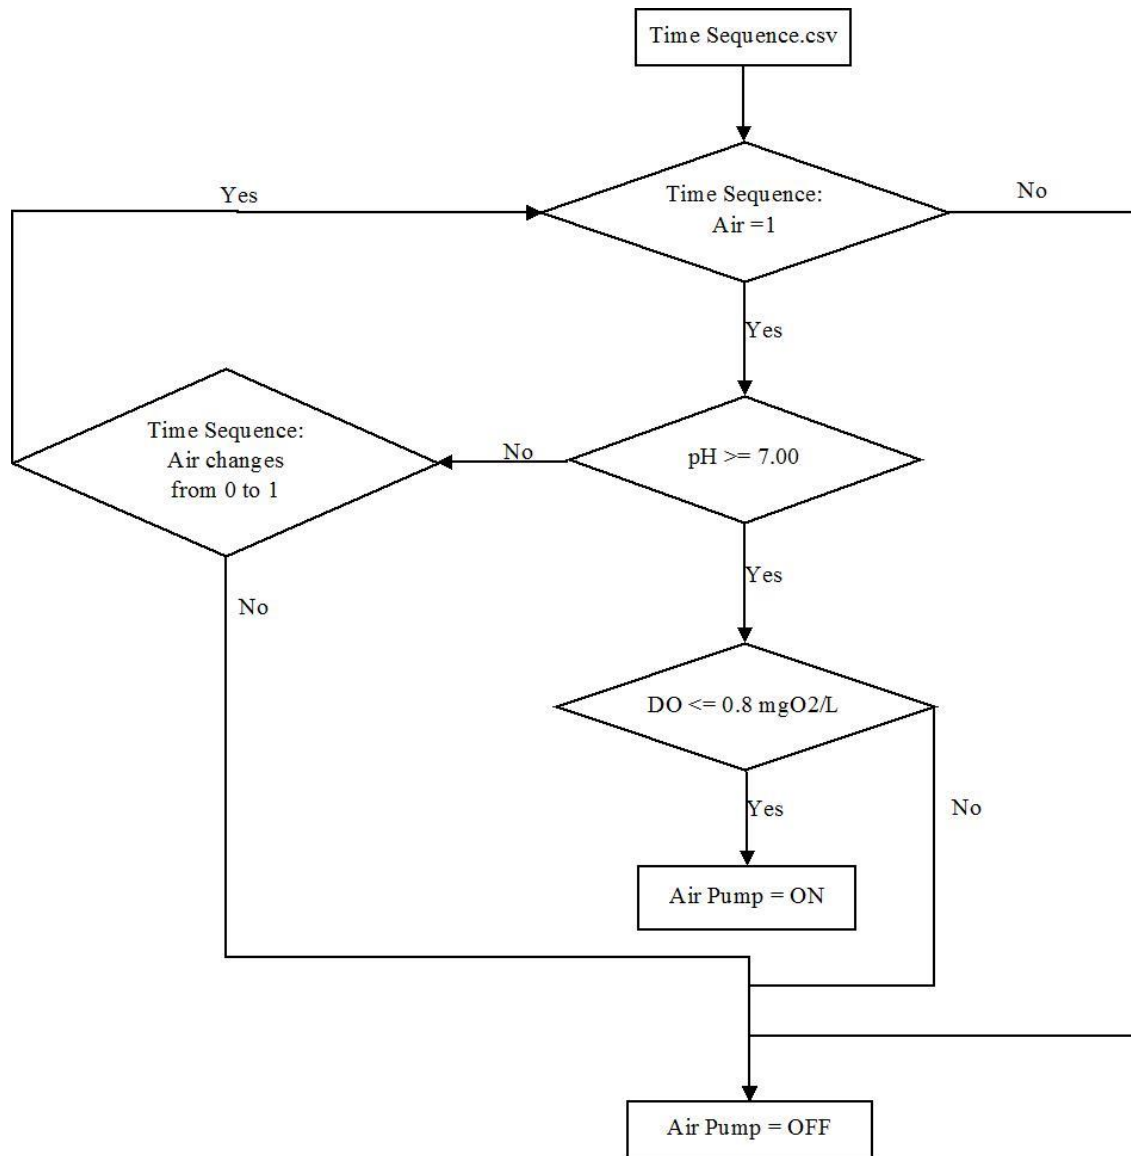 Time Sequence.csv
Time Sequence:
Air =1
Yes
No
Yes
Time Sequence:
Air changes
from 0 to 1
No
pH >= 7.00
Yes
No
DO <= 0.8 mgO2/L
Yes
No
Air Pump = ON
Air Pump = OFF